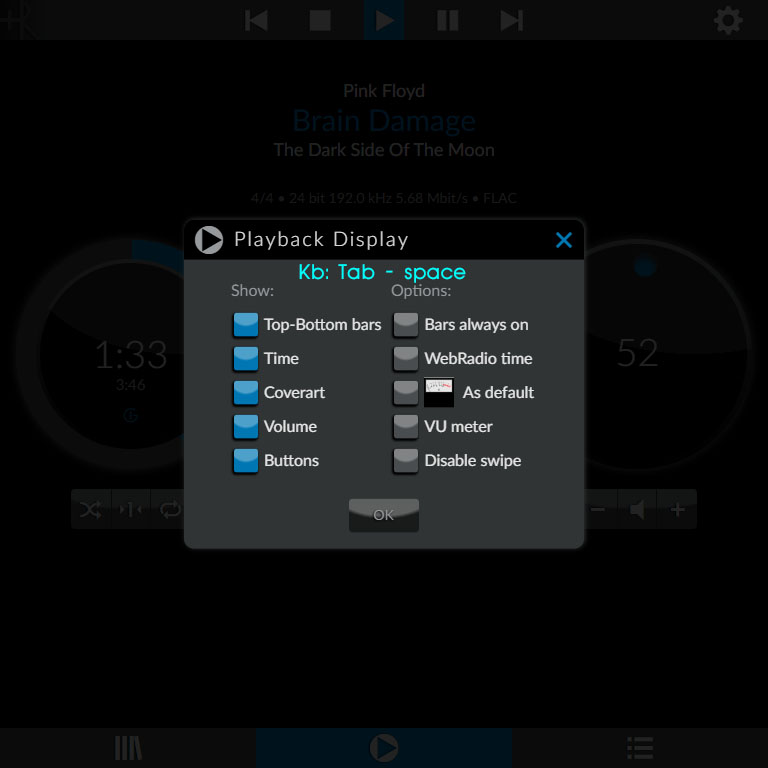 Pink Floyd
Brain Damage
The Dark Side Of The Moon
4/4 • 24 bit 192.0 kHz 5.68 Mbit/s • FLAC
Playback Display
Kb: Tab - space
Show: Options:
Top-Bottom bars Bars always on
Time WebRadio time
Coverart As default
Volume VU meter
Buttons Disable swipe
1:33
3:46
52
OK